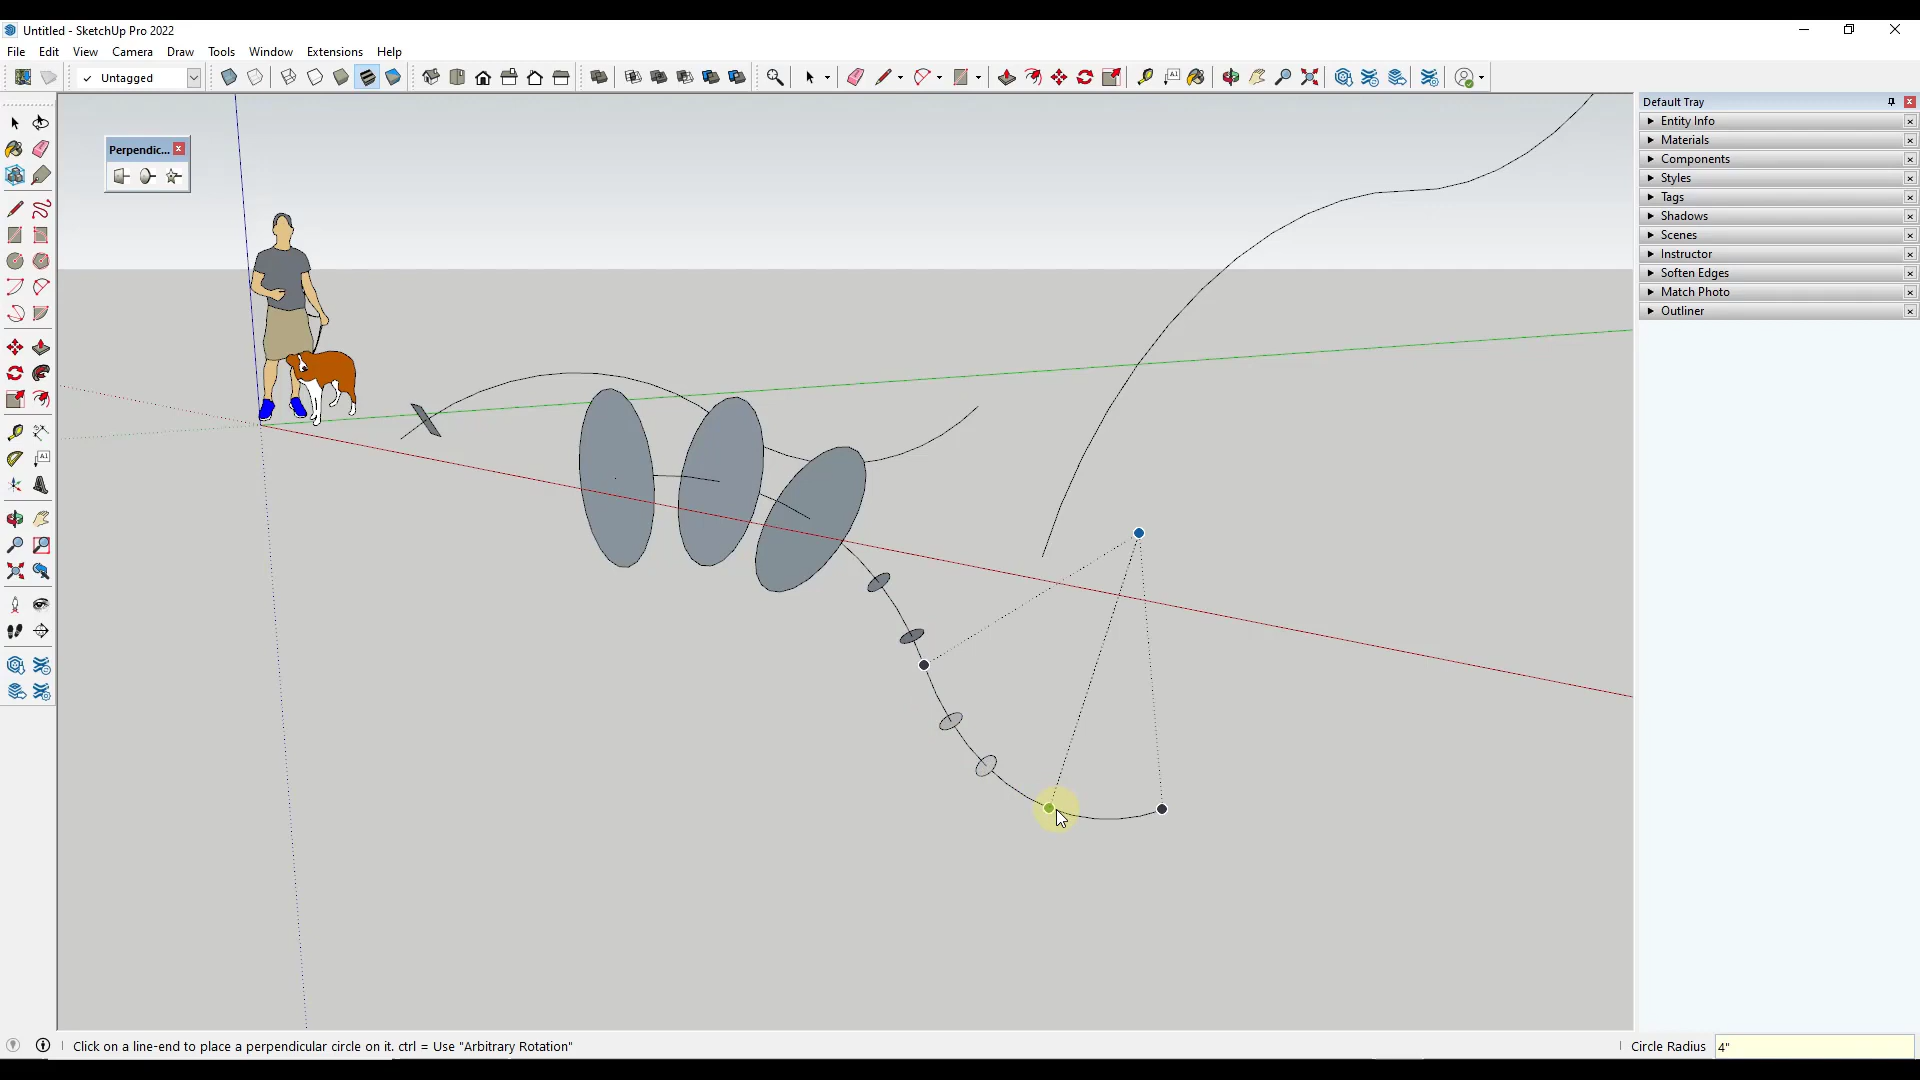 Untitled - SketchUp Pro 2022
File Edit View Camera Draw Tools Window Extensions Help
✓ Untagged
A1
Default Tray
Entity Info
Materials
Components
Styles
Tags
Shadows
Scenes
Instructor
Soften Edges
Match Photo
Outliner
Perpendic...
A1
Click on a line-end to place a perpendicular circle on it. ctrl = Use "Arbitrary Rotation"
Circle Radius 4"